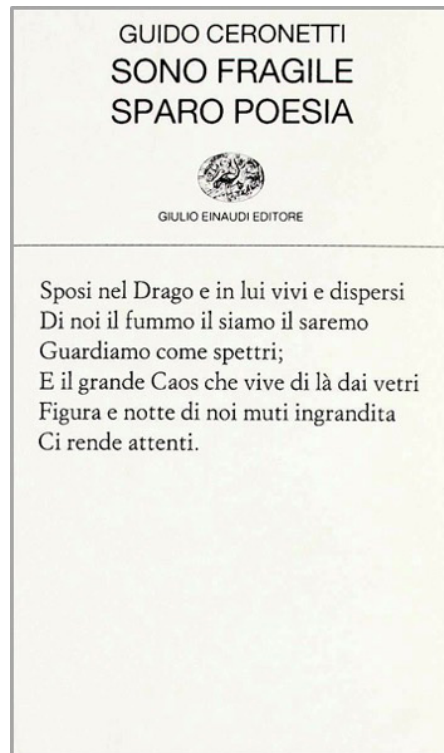 GUIDO CERONETTI
SONO FRAGILE
SPARO POESIA
GIULIO EINAUDI EDITORE
Sposi nel Drago e in lui vivi e dispersi
Di noi il fummo il siamo il saremo
Guardiamo come spettri;
E il grande Caos che vive di là dai vetri
Figura e notte di noi muti ingrandita
Ci rende attenti.